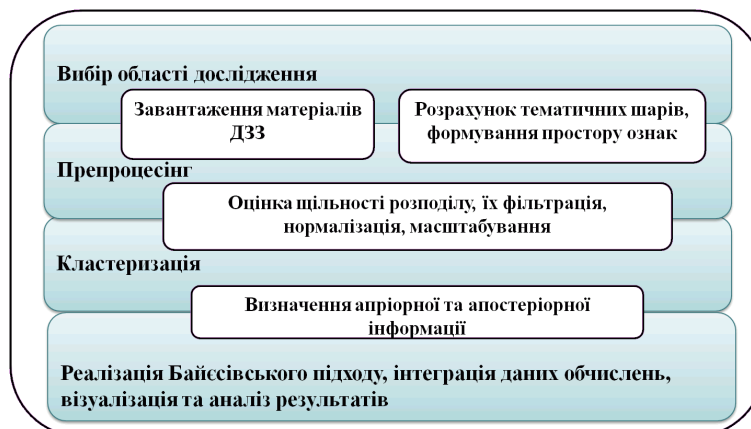 Вибір області дослідження
Завантаження матеріалів
ДЗЗ
Розрахунок тематичних шарів,
формування простору ознак
Препроцесінг
Оцінка щільності розподілу, їх фільтрація,
нормалізація, масштабування
Кластеризація
Визначення апріорної та апостеріорної
інформації
Реалізація Байєсівського підходу, інтеграція даних обчислень,
візуалізація та аналіз результатів